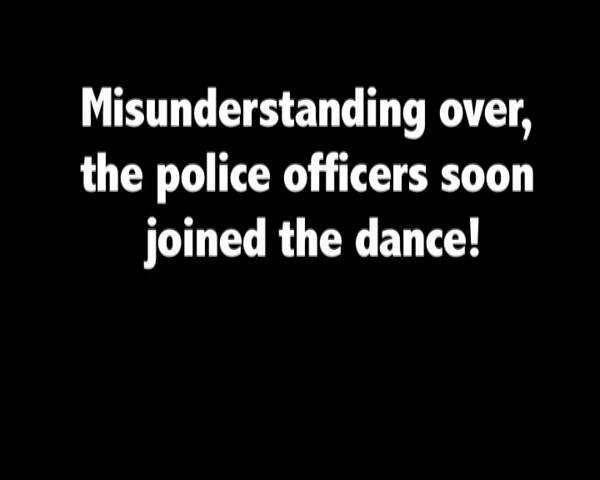 Misunderstanding over,
the police officers soon
joined the dance!